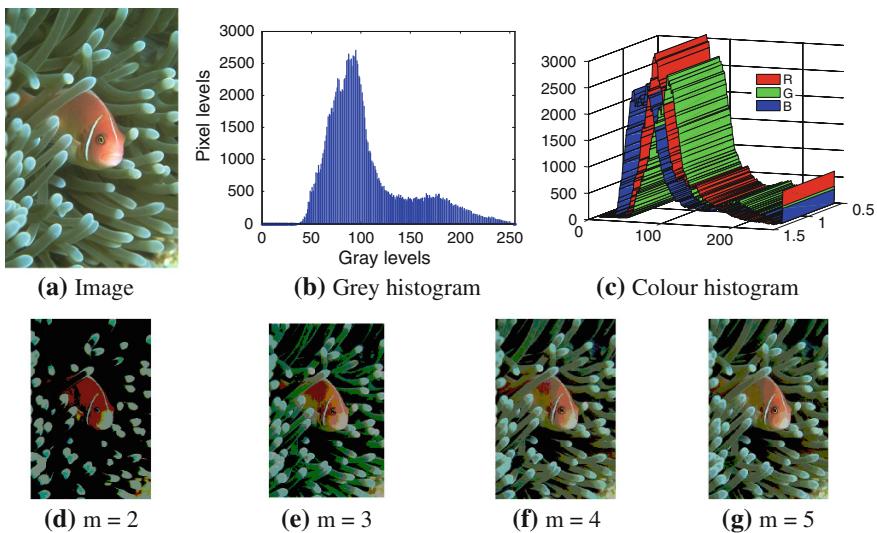 3000
2500
2000
1500
1000
500
0
Pixel levels
0 50 100 150 200 250
Gray levels
3000
2500
2000
1500
1000
500
0
R
G
B
0 100 200
1.5 1 0.5
(a) Image
(b) Grey histogram
(c) Colour histogram
(d) m = 2
(e) m = 3
(f) m = 4
(g) m = 5